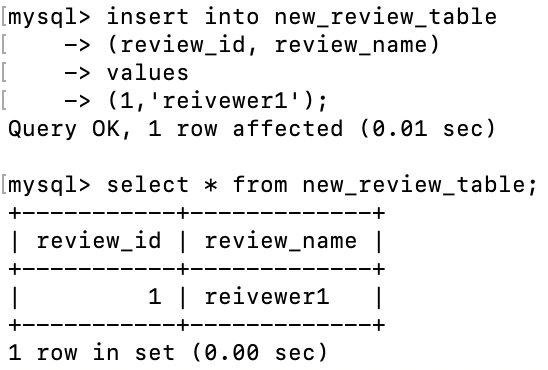 [mysql> insert into new_review_table
[    -> (review_id, review_name)
[    -> values
[    -> (1,'reivewer1');
Query OK, 1 row affected (0.01 sec)
[mysql> select * from new_review_table;
+-----------+-------------+
| review_id | review_name |
+-----------+-------------+
|         1 | reivewer1   |
+-----------+-------------+
1 row in set (0.00 sec)